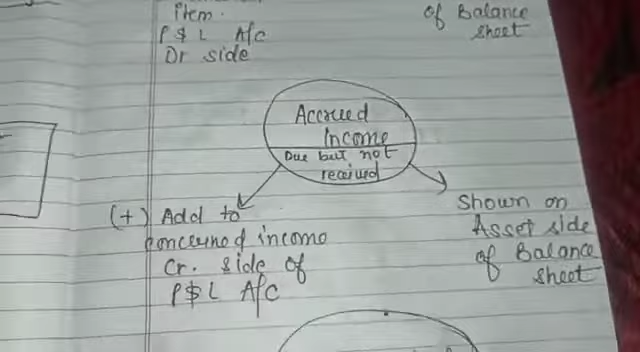 item.
P $ L A/c
Dr side
of Balance
sheet
Accrued
Income
Due but not
received
(+) Add to
concerned income
Cr. side of
P $ L A/c
Shown on
Asset side
of Balance
sheet